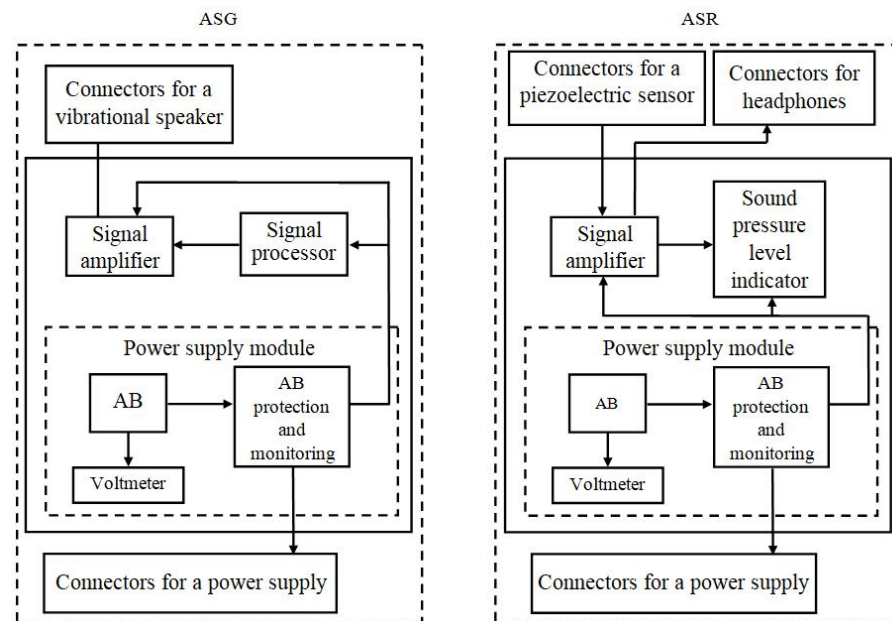 ASG
Connectors for a
vibrational speaker
Signal
amplifier
Signal
processor
Power supply module
AB
AB
protection
and
monitoring
Voltmeter
Connectors for a power supply
ASR
Connectors for a
piezoelectric sensor
Connectors for
headphones
Signal
amplifier
Sound
pressure
level
indicator
Power supply module
AB
AB
protection
and
monitoring
Voltmeter
Connectors for a power supply